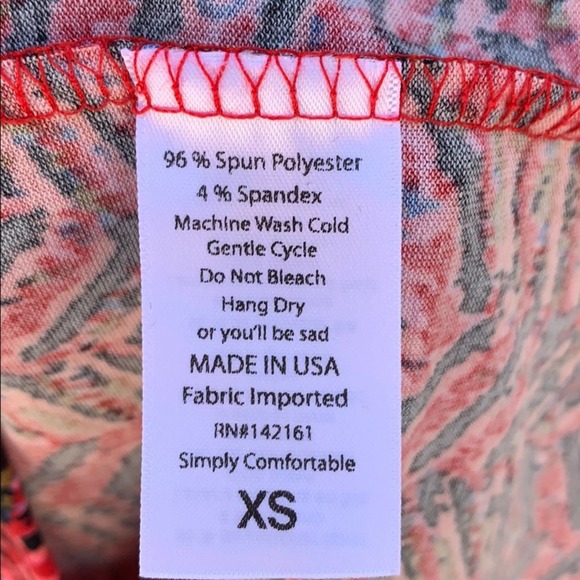 96 % Spun Polyester
4 % Spandex
Machine Wash Cold
Gentle Cycle
Do Not Bleach
Hang Dry
or you'll be sad
MADE IN USA
Fabric Imported
RN#142161
Simply Comfortable
XS